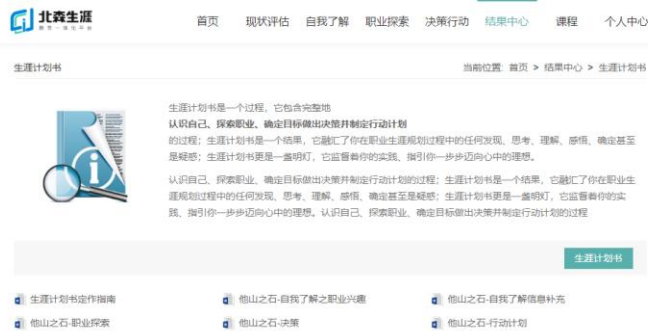 北森生涯
教育一体化平台
首页 现状评估 自我了解 职业探索 决策行动 结果中心 课程 个人中心
生涯计划书
当前位置: 首页 > 结果中心 > 生涯计划书
生涯计划书是一个过程，它包含完整地
认识自己、探索职业、确定目标做出决策并制定行动计划
的过程；生涯计划书是一个结果，它融汇了你在职业生涯规划过程中的任何发现、思考、理解、感悟、确定甚至
是疑惑；生涯计划书更是一盏明灯，它监督着你的实践、指引你一步步迈向心中的理想。
认识自己、探索职业、确定目标做出决策并制定行动计划的过程；生涯计划书是一个结果，它融汇了你在职业生
涯规划过程中的任何发现、思考、理解、感悟、确定甚至是疑惑；生涯计划书更是一盏明灯，它监督着你的实
践、指引你一步步迈向心中的理想。认识自己、探索职业、确定目标做出决策并制定行动计划的过程
生涯计划书
生涯计划书定作指南 他山之石-自我了解之职业兴趣 他山之石-自我了解信息补充
他山之石-职业探索 他山之石-决策 他山之石-行动计划